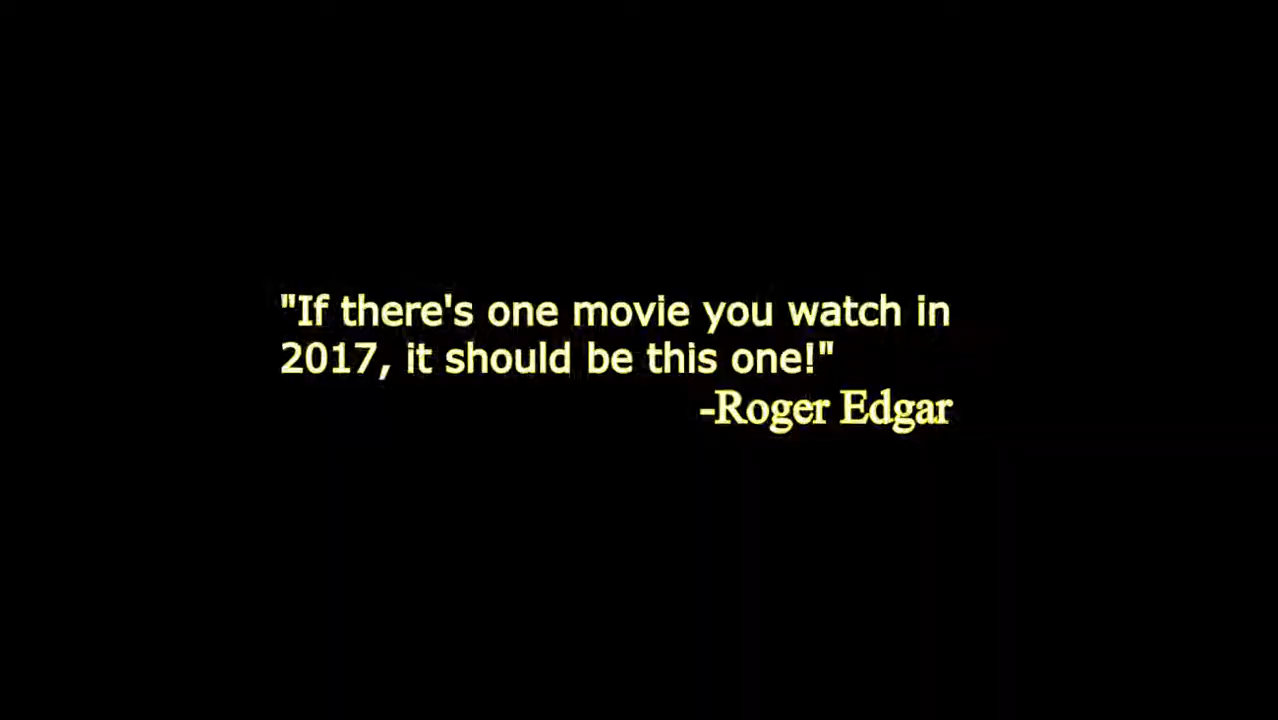 "If there's one movie you watch in
2017, it should be this one!"
-Roger Edgar